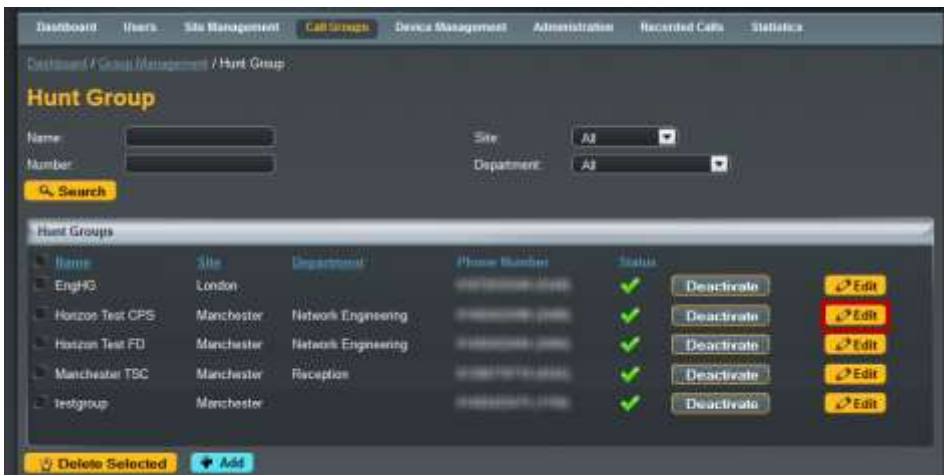 Dashboard Users Site Management Call Groups Device Management Administration Recorded Calls Statistics
Dashboard / Group Management / Hunt Group
Hunt Group
Name: Site: All
Number: Department: All
Search
Hunt Groups
Name Site Department Phone Number Status
EngHG London Deactivate Edit
Horizon Test CPS Manchester Network Engineering Deactivate Edit
Horizon Test FD Manchester Network Engineering Deactivate Edit
Manchester TSC Manchester Reception Deactivate Edit
testgroup Manchester Deactivate Edit
Delete Selected Add